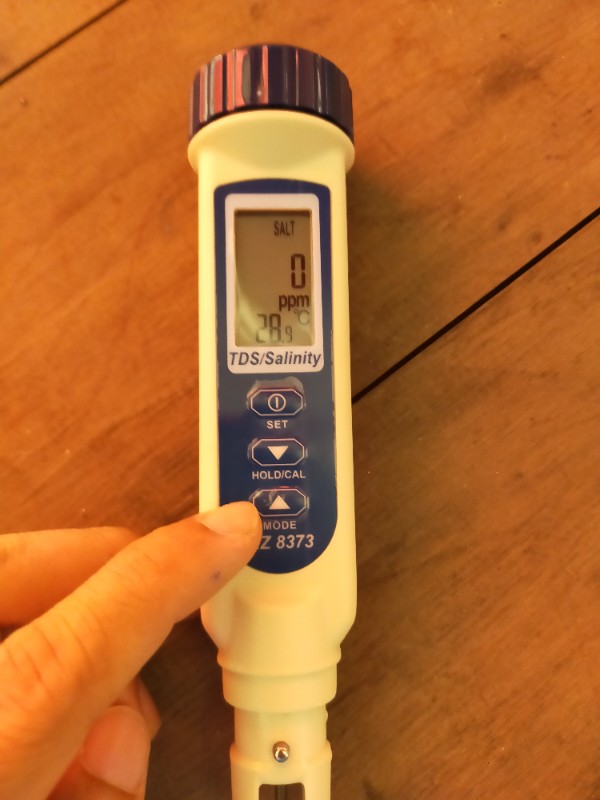 SALT
0
ppm
28.9 °C
TDS/Salinity
SET
HOLD/CAL
MODE
Z 8373